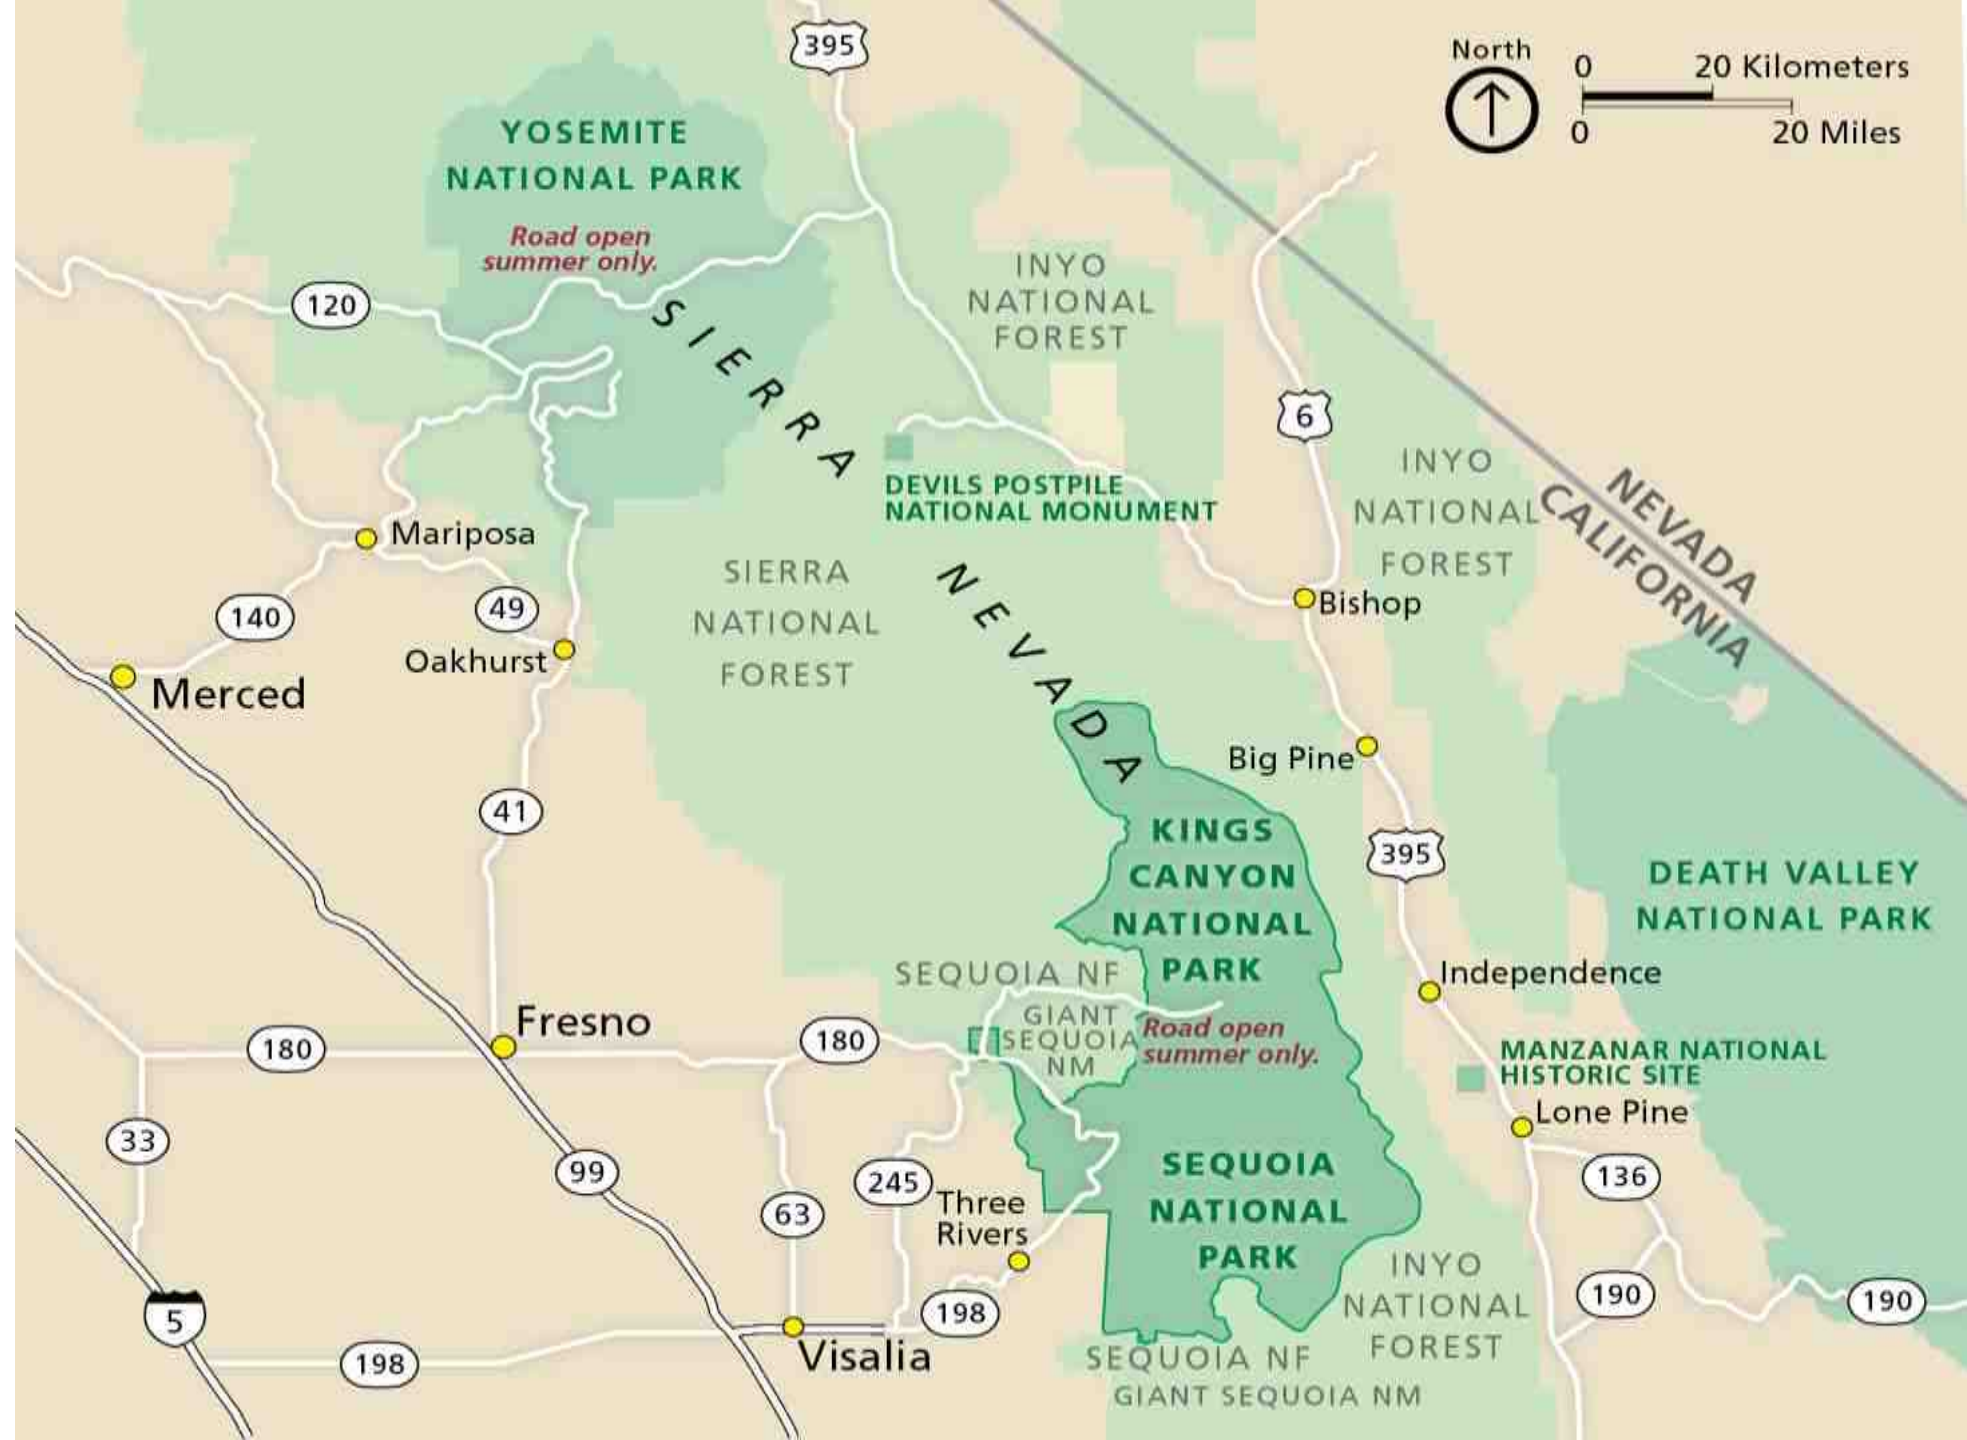 395
North
0
20 Kilometers
0
20 Miles
YOSEMITE
NATIONAL PARK
Road open
summer only.
120
SIERRA
INYO
NATIONAL
FOREST
6
DEVILS POSTPILE
NATIONAL MONUMENT
INYO
NATIONAL
FOREST
NEVADA
CALIFORNIA
Mariposa
140
49
Oakhurst
Merced
SIERRA
NATIONAL
FOREST
NEVADA
Bishop
Big Pine
41
395
KINGS
CANYON
NATIONAL
PARK
DEATH VALLEY
NATIONAL PARK
SEQUOIA NF
GIANT
SEQUOIA
NM
Road open
summer only.
Independence
Fresno
180
180
MANZANAR NATIONAL
HISTORIC SITE
Lone Pine
33
99
63
245
Three
Rivers
SEQUOIA
NATIONAL
PARK
136
190
190
5
198
198
Visalia
INYO
NATIONAL
FOREST
SEQUOIA NF
GIANT SEQUOIA NM